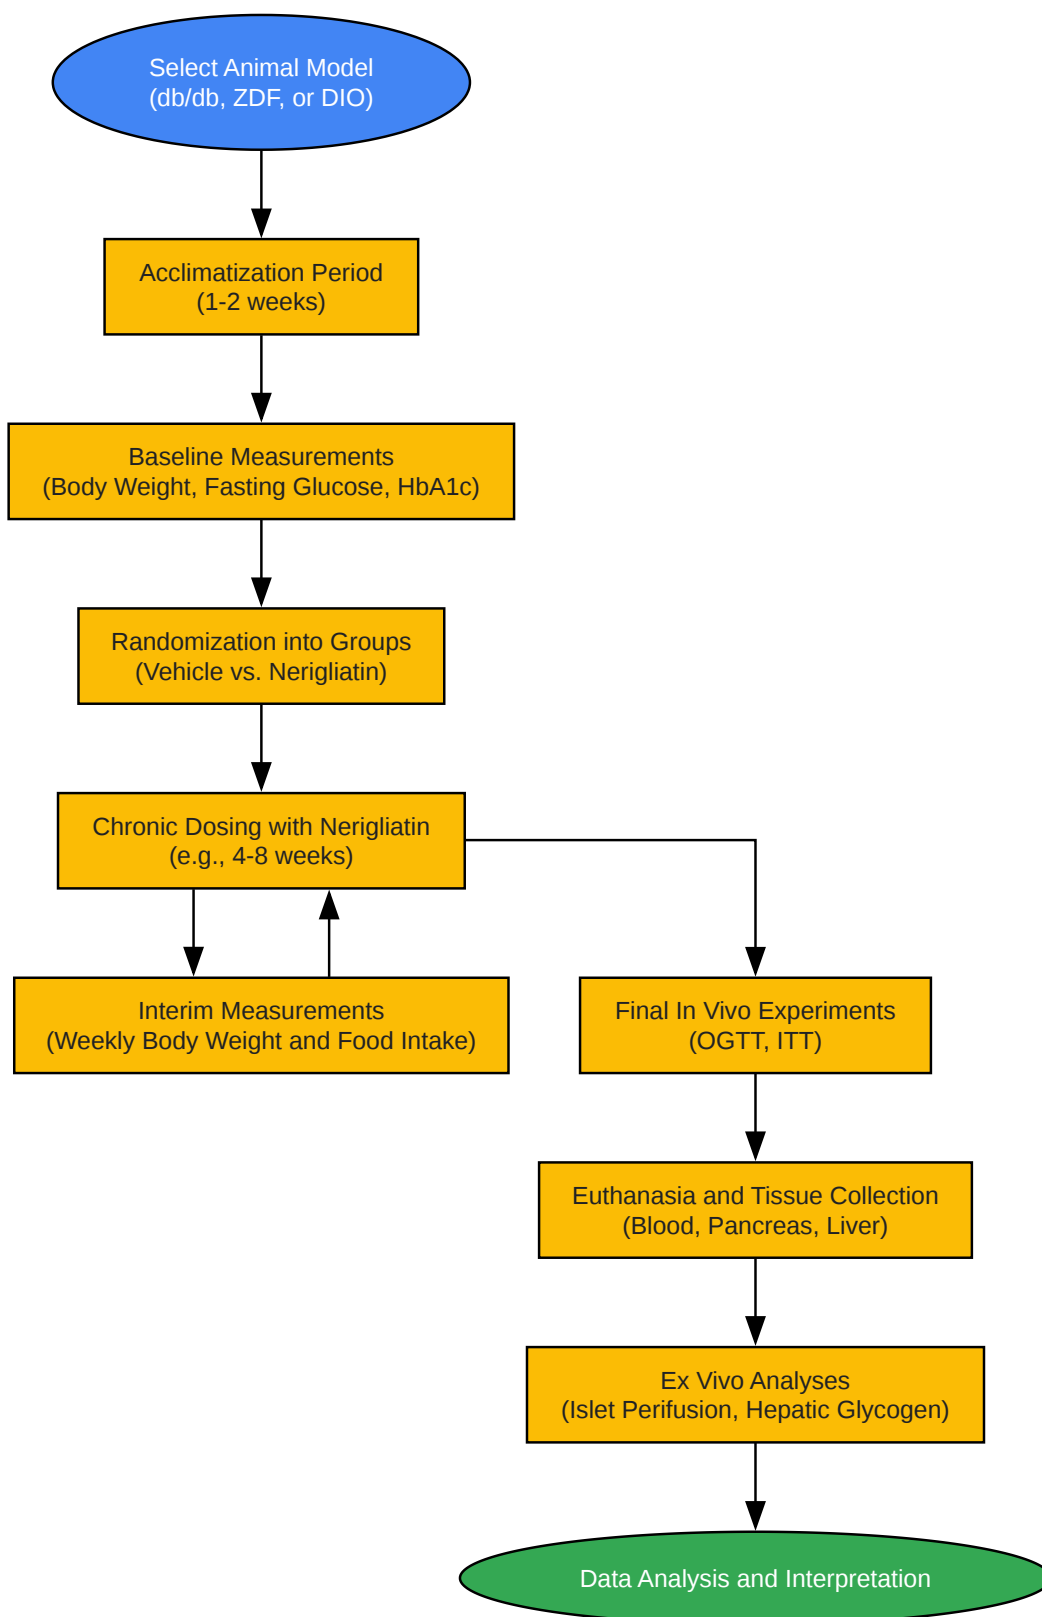 Select Animal Model
(db/db, ZDF, or DIO)
Acclimatization Period
(1-2 weeks)
Baseline Measurements
(Body Weight, Fasting Glucose, HbA1c)
Randomization into Groups
(Vehicle vs. Nerigliatin)
Chronic Dosing with Nerigliatin
(e.g., 4-8 weeks)
Interim Measurements
(Weekly Body Weight and Food Intake)
Final In Vivo Experiments
(OGTT, ITT)
Euthanasia and Tissue Collection
(Blood, Pancreas, Liver)
Ex Vivo Analyses
(Islet Perifusion, Hepatic Glycogen)
Data Analysis and Interpretation